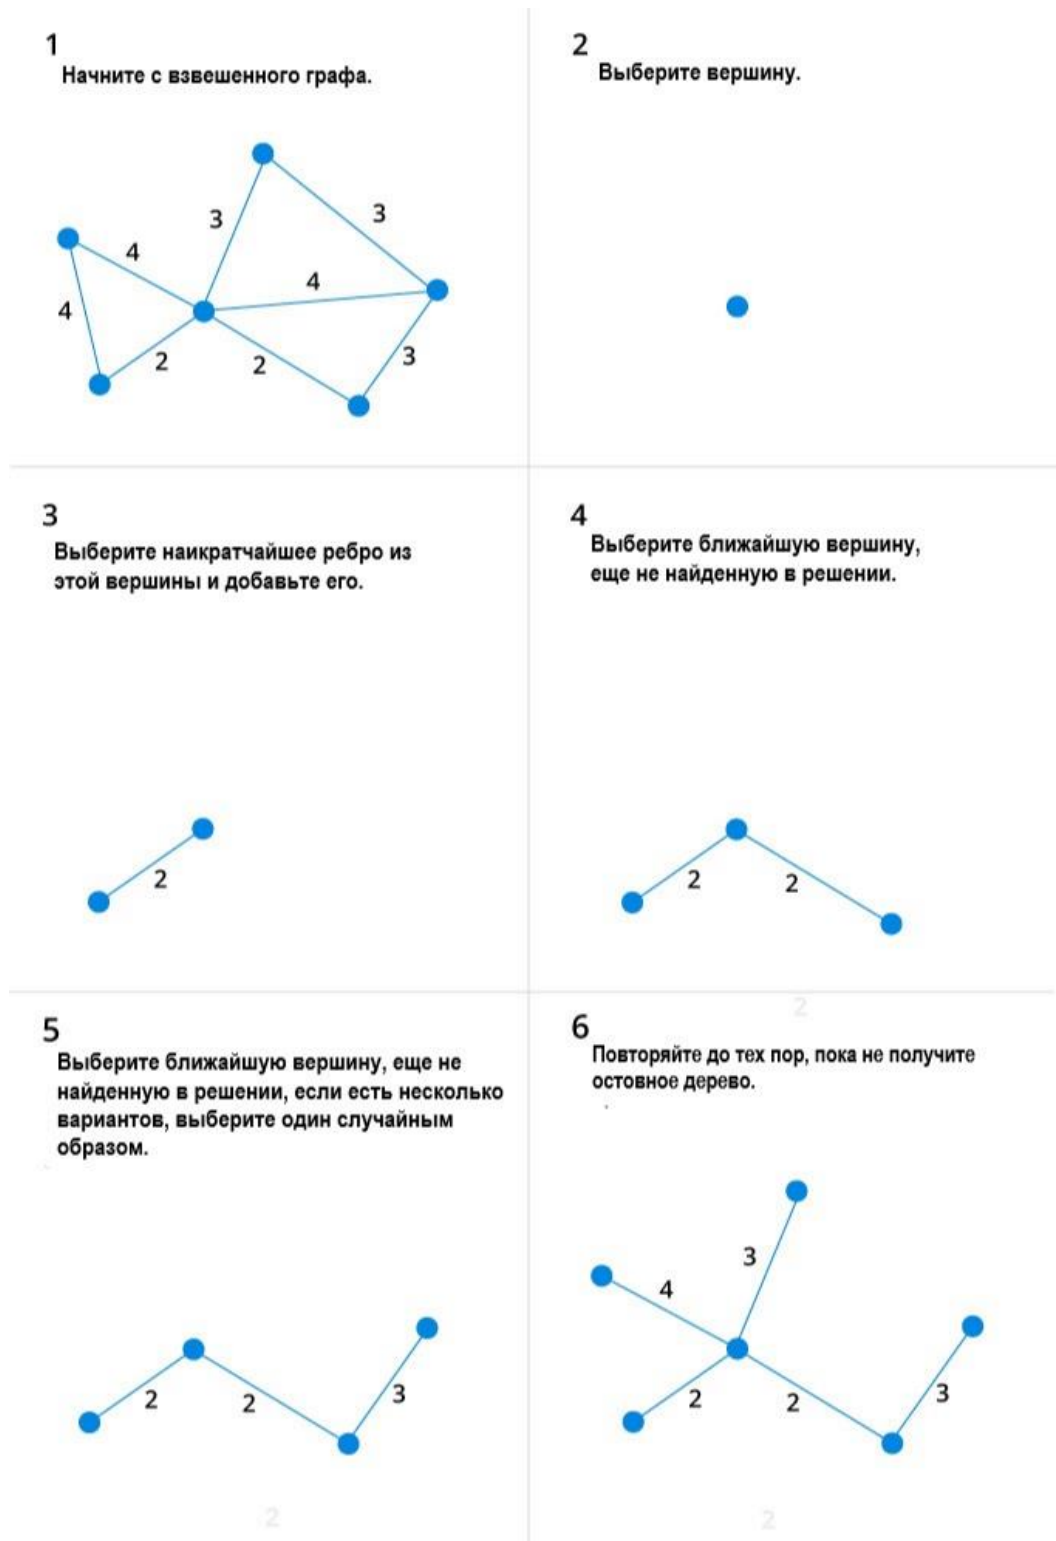 1
Начните с взвешенного графа.
3
3
4
4
4
2
2
3
2
Выберите вершину.
3
Выберите наикратчайшее ребро из
этой вершины и добавьте его.
2
4
Выберите ближайшую вершину,
еще не найденную в решении.
2
2
2
5
Выберите ближайшую вершину, еще не
найденную в решении, если есть несколько
вариантов, выберите один случайным
образом.
2
2
3
2
6
Повторяйте до тех пор, пока не получите
остовное дерево.
3
4
2
2
3
2